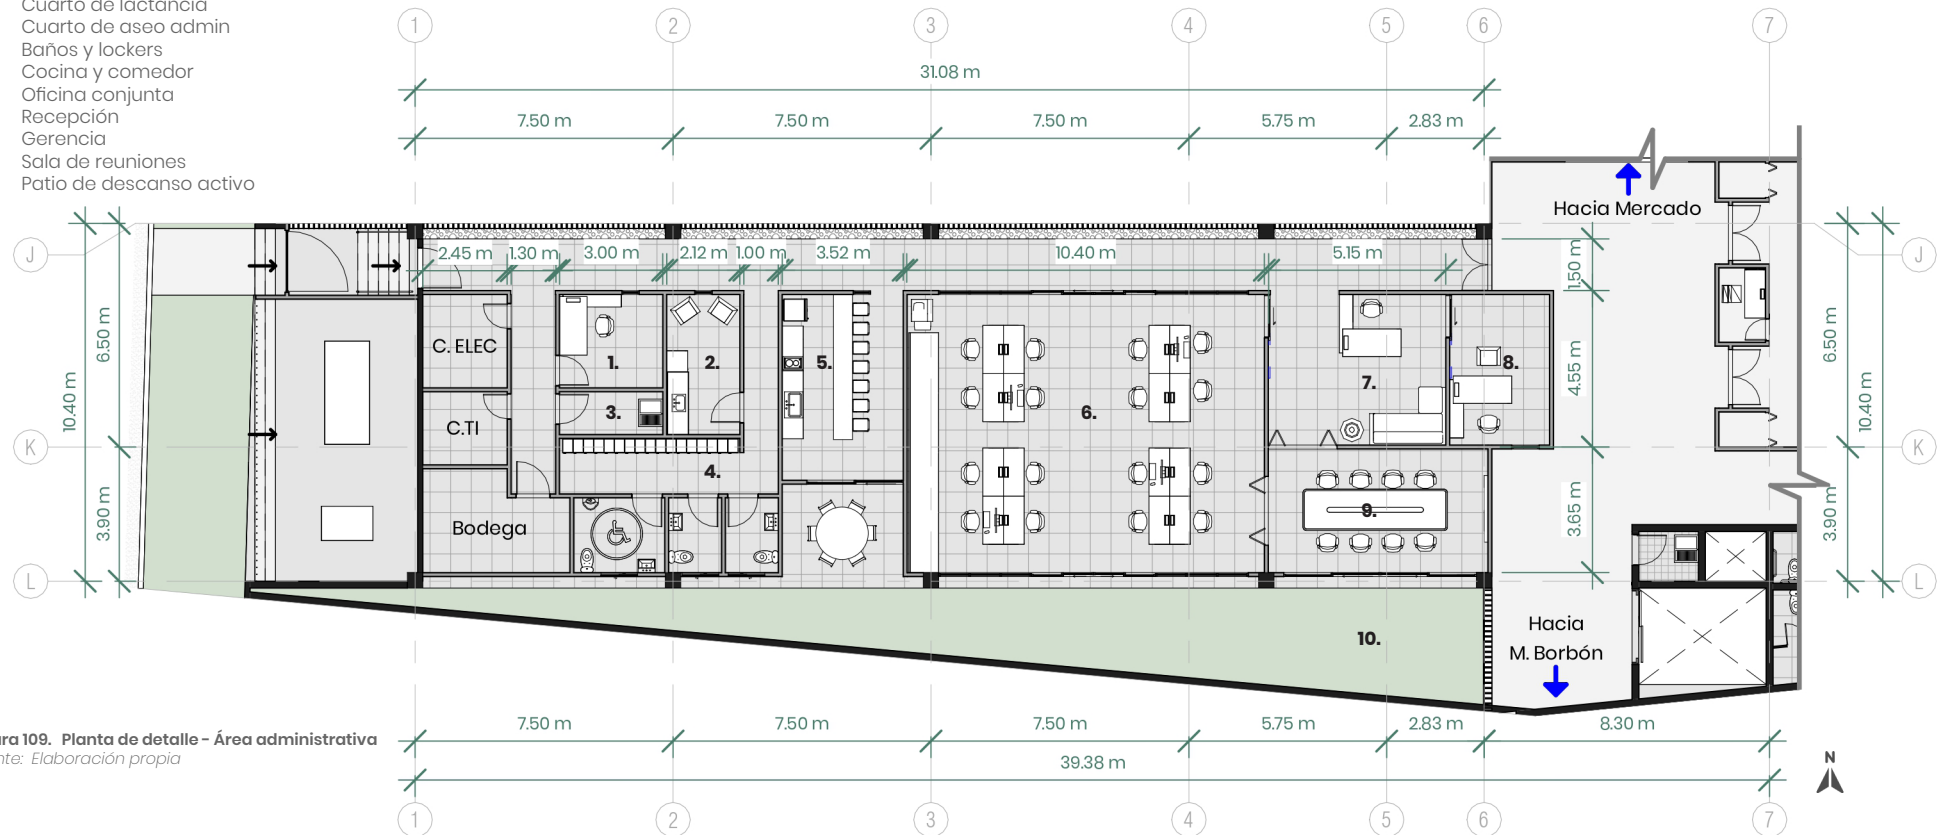 Cuarto de lactancia
Cuarto de aseo admin
Baños y lockers
Cocina y comedor
Oficina conjunta
Recepción
Gerencia
Sala de reuniones
Patio de descanso activo
1 2 3 4 5 6 7
31.08 m
7.50 m 7.50 m 7.50 m 5.75 m 2.83 m
Hacia Mercado
J J
2.45 m 1.30 m 3.00 m 2.12 m 1.00 m 3.52 m 10.40 m 5.15 m 1.50 m
6.50 m 10.40 m 3.90 m
C. ELEC 1. 2. 5. 7. 8. 4.55 m
3. 6.
C.TI
K K
4.
Bodega 9. 3.65 m
6.50 m 10.40 m 3.90 m
L L
10.
Hacia
M. Borbón
7.50 m 7.50 m 7.50 m 5.75 m 2.83 m 8.30 m
ra 109. Planta de detalle - Área administrativa
nte: Elaboración propia
39.38 m
N
1 2 3 4 5 6 7